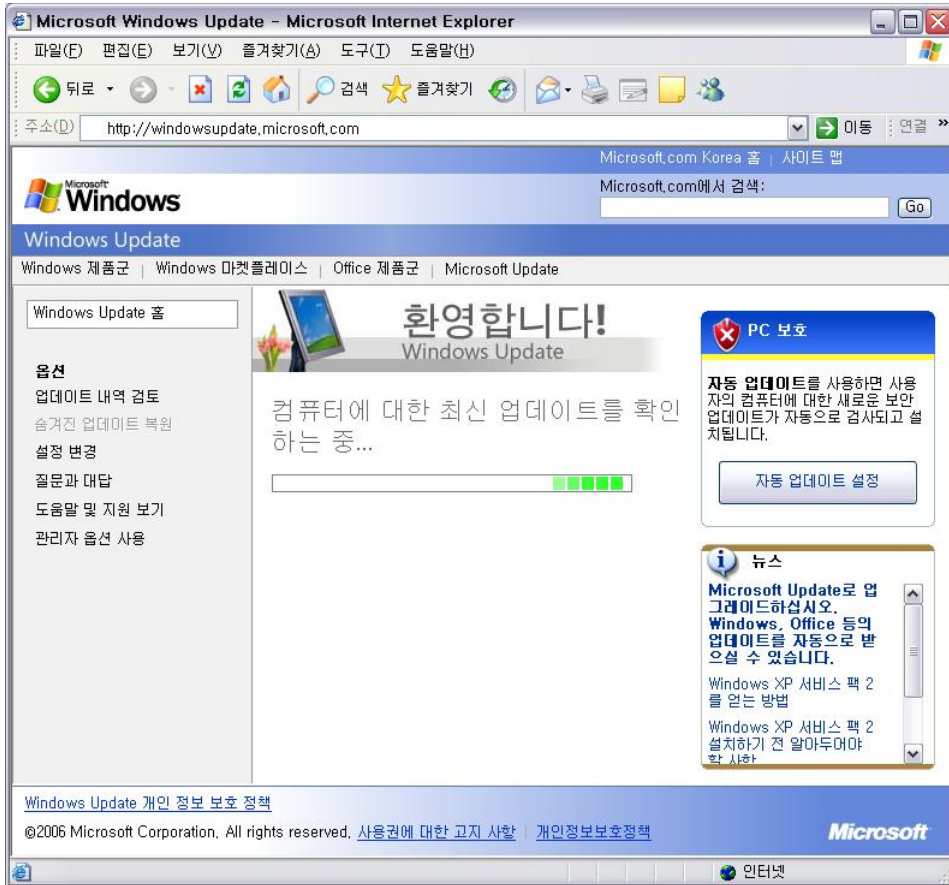 Microsoft Windows Update - Microsoft Internet Explorer
파일(F) 편집(E) 보기(V) 즐겨찾기(A) 도구(T) 도움말(H)
뒤로 검색 즐겨찾기
주소(D) http://windowsupdate.microsoft.com 이동 연결 »
Microsoft.com Korea 홈 | 사이트 맵
Microsoft Windows
Microsoft.com에서 검색:
Go
Windows Update
Windows 제품군 | Windows 마켓플레이스 | Office 제품군 | Microsoft Update
Windows Update 홈
옵션
업데이트 내역 검토
숨겨진 업데이트 복원
설정 변경
질문과 대답
도움말 및 지원 보기
관리자 옵션 사용
환영합니다!
Windows Update
컴퓨터에 대한 최신 업데이트를 확인
하는 중...
PC 보호
자동 업데이트를 사용하면 사용
자의 컴퓨터에 대한 새로운 보안
업데이트가 자동으로 검사되고 설
치됩니다.
자동 업데이트 설정
뉴스
Microsoft Update로 업
그레이드하십시오.
Windows, Office 등의
업데이트를 자동으로 받
으실 수 있습니다.
Windows XP 서비스 팩 2
를 얻는 방법
Windows XP 서비스 팩 2
설치하기 전 알아두어야
할 사항
Windows Update 개인 정보 보호 정책
©2006 Microsoft Corporation. All rights reserved. 사용권에 대한 고지 사항 | 개인정보보호정책
Microsoft
인터넷